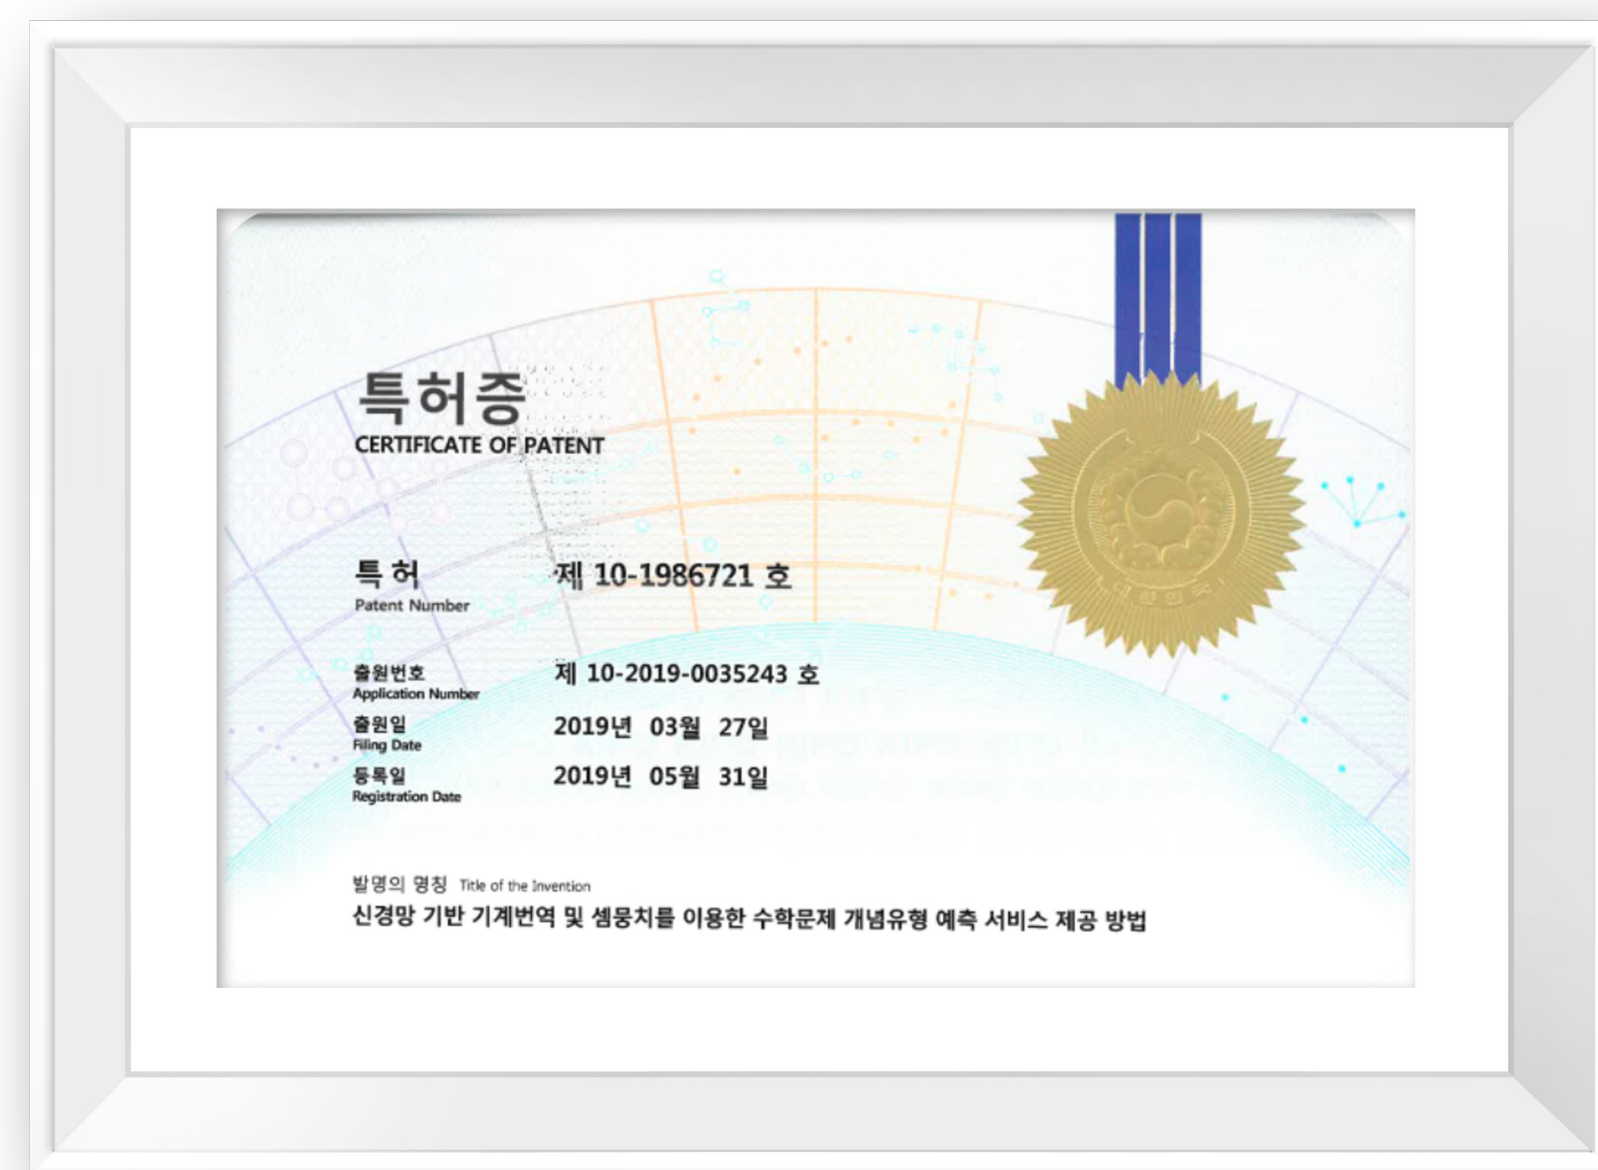 특허증
CERTIFICATE OF PATENT
특 허 제 10-1986721 호
Patent Number
출원번호 제 10-2019-0035243 호
Application Number
출원일 2019년 03월 27일
Filing Date
등록일 2019년 05월 31일
Registration Date
발명의 명칭 Title of the Invention
신경망 기반 기계번역 및 셈뭉치를 이용한 수학문제 개념유형 예측 서비스 제공 방법
대한민국